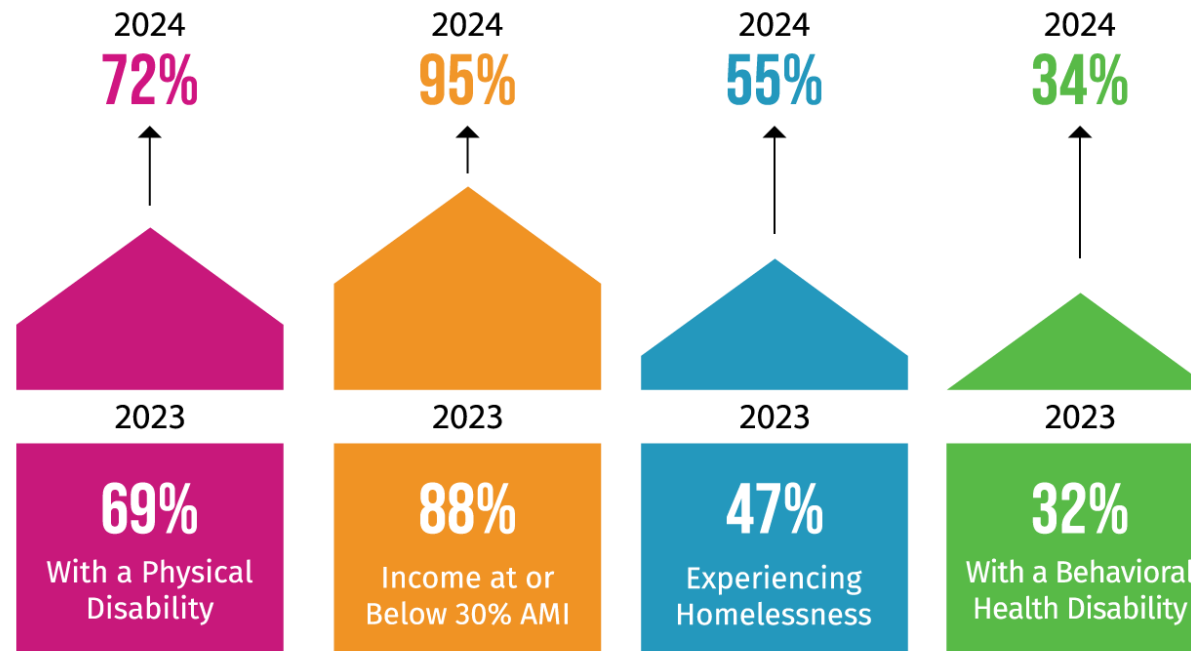 2024
72%
2023
69%
With a Physical
Disability
2024
95%
2023
88%
Income at or
Below 30% AMI
2024
55%
2023
47%
Experiencing
Homelessness
2024
34%
2023
32%
With a Behavioral
Health Disability